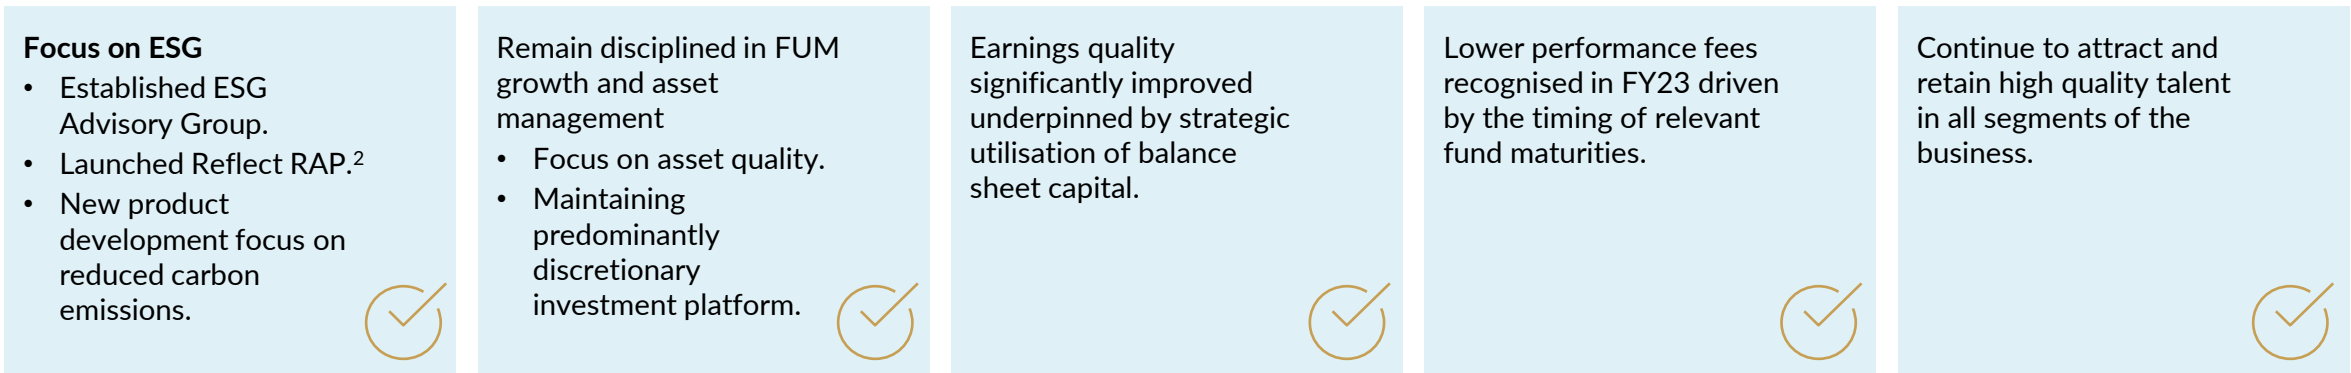 Focus on ESG
• Established ESG
Advisory Group.
• Launched Reflect RAP.²
• New product
development focus on
reduced carbon
emissions.
Remain disciplined in FUM
growth and asset
management
• Focus on asset quality.
• Maintaining
predominantly
discretionary
investment platform.
Earnings quality
significantly improved
underpinned by strategic
utilisation of balance
sheet capital.
Lower performance fees
recognised in FY23 driven
by the timing of relevant
fund maturities.
Continue to attract and
retain high quality talent
in all segments of the
business.